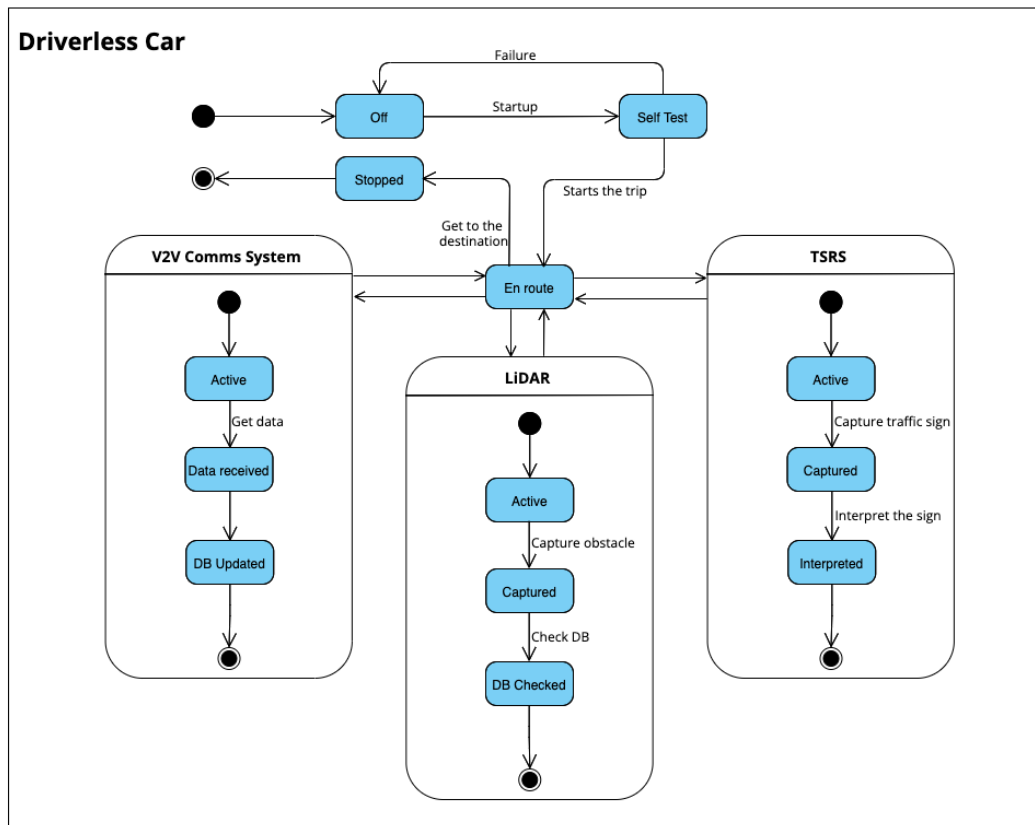 Driverless Car
Failure
Off
Startup
Self Test
Stopped
Starts the trip
Get to the
destination
V2V Comms System
En route
TSRS
Active
Get data
Data received
DB Updated
LiDAR
Active
Capture obstacle
Captured
Check DB
DB Checked
Active
Capture traffic sign
Captured
Interpret the sign
Interpreted